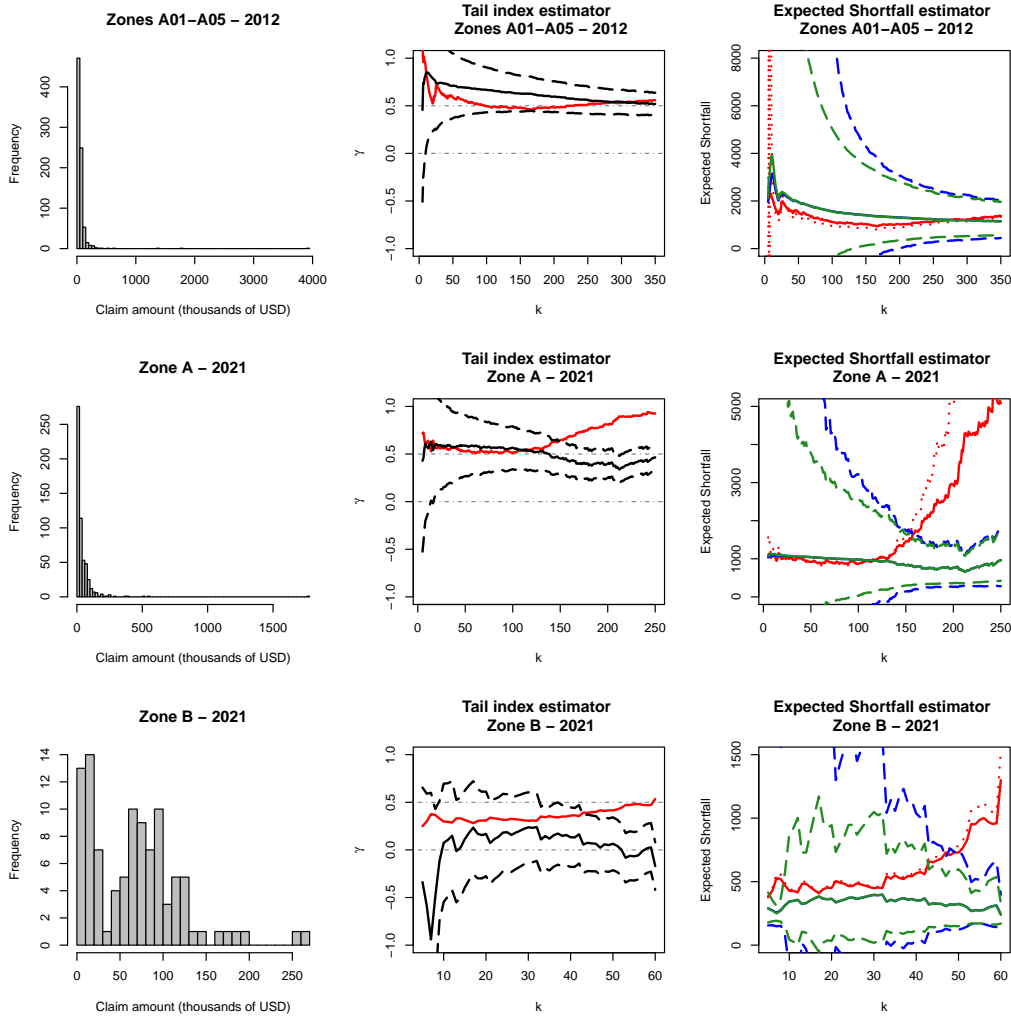 Zones A01−A05 − 2012
Frequency
0 100 200 300 400
0 1000 2000 3000 4000
Claim amount (thousands of USD)
Tail index estimator
Zones A01−A05 − 2012
γ
−1.0 −0.5 0.0 0.5 1.0
0 50 100 150 200 250 300 350
k
Expected Shortfall estimator
Zones A01−A05 − 2012
Expected Shortfall
0 2000 4000 6000 8000
0 50 100 150 200 250 300 350
k
Zone A − 2021
Frequency
0 50 100 150 200 250
0 500 1000 1500
Claim amount (thousands of USD)
Tail index estimator
Zone A − 2021
γ
−1.0 −0.5 0.0 0.5 1.0
0 50 100 150 200 250
k
Expected Shortfall estimator
Zone A − 2021
Expected Shortfall
0 1000 3000 5000
0 50 100 150 200 250
k
Zone B − 2021
Frequency
0 2 4 6 8 10 12 14
0 50 100 150 200 250
Claim amount (thousands of USD)
Tail index estimator
Zone B − 2021
γ
−1.0 −0.5 0.0 0.5 1.0
10 20 30 40 50 60
k
Expected Shortfall estimator
Zone B − 2021
Expected Shortfall
0 500 1000 1500
10 20 30 40 50 60
k